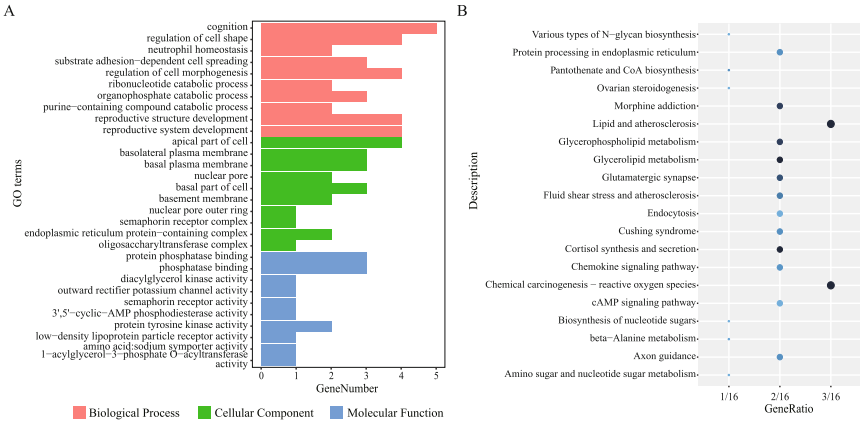 A
cognition
regulation of cell shape
neutrophil homeostasis
substrate adhesion−dependent cell spreading
regulation of cell morphogenesis
ribonucleotide catabolic process
organophosphate catabolic process
purine−containing compound catabolic process
reproductive structure development
reproductive system development
apical part of cell
basolateral plasma membrane
basal plasma membrane
nuclear pore
basal part of cell
basement membrane
nuclear pore outer ring
semaphorin receptor complex
endoplasmic reticulum protein−containing complex
oligosaccharyltransferase complex
protein phosphatase binding
phosphatase binding
diacylglycerol kinase activity
outward rectifier potassium channel activity
semaphorin receptor activity
3',5'−cyclic−AMP phosphodiesterase activity
protein tyrosine kinase activity
low−density lipoprotein particle receptor activity
amino acid:sodium symporter activity
1−acylglycerol−3−phosphate O−acyltransferase
activity
GO terms
0 1 2 3 4 5
GeneNumber
Biological Process Cellular Component Molecular Function
B
Various types of N−glycan biosynthesis
Protein processing in endoplasmic reticulum
Pantothenate and CoA biosynthesis
Ovarian steroidogenesis
Morphine addiction
Lipid and atherosclerosis
Glycerophospholipid metabolism
Glycerolipid metabolism
Glutamatergic synapse
Fluid shear stress and atherosclerosis
Endocytosis
Cushing syndrome
Cortisol synthesis and secretion
Chemokine signaling pathway
Chemical carcinogenesis − reactive oxygen species
cAMP signaling pathway
Biosynthesis of nucleotide sugars
beta−Alanine metabolism
Axon guidance
Amino sugar and nucleotide sugar metabolism
Description
1/16 2/16 3/16
GeneRatio